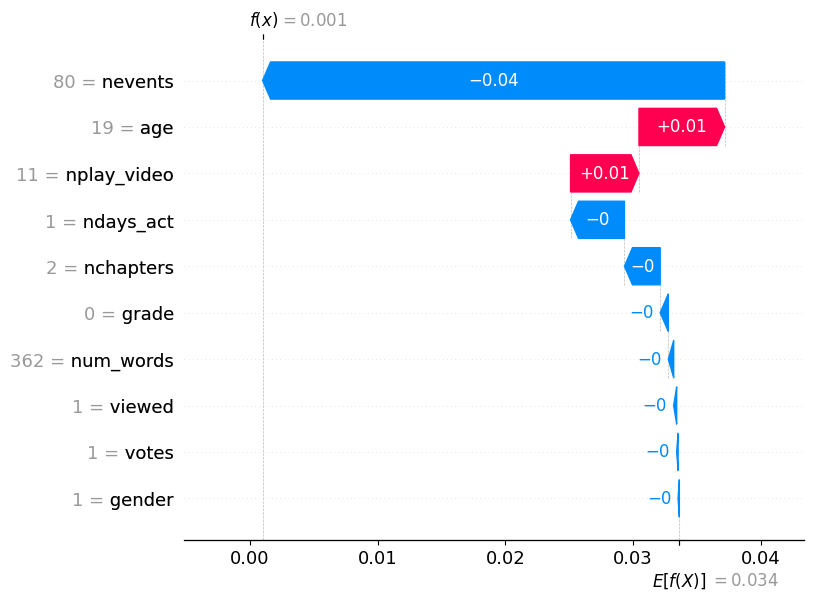 f(x) = 0.001
80 = nevents
−0.04
19 = age
+0.01
11 = nplay_video
+0.01
1 = ndays_act
−0
2 = nchapters
−0
0 = grade
−0
362 = num_words
−0
1 = viewed
−0
1 = votes
−0
1 = gender
−0
0.00 0.01 0.02 0.03 0.04
E[f(X)] = 0.034